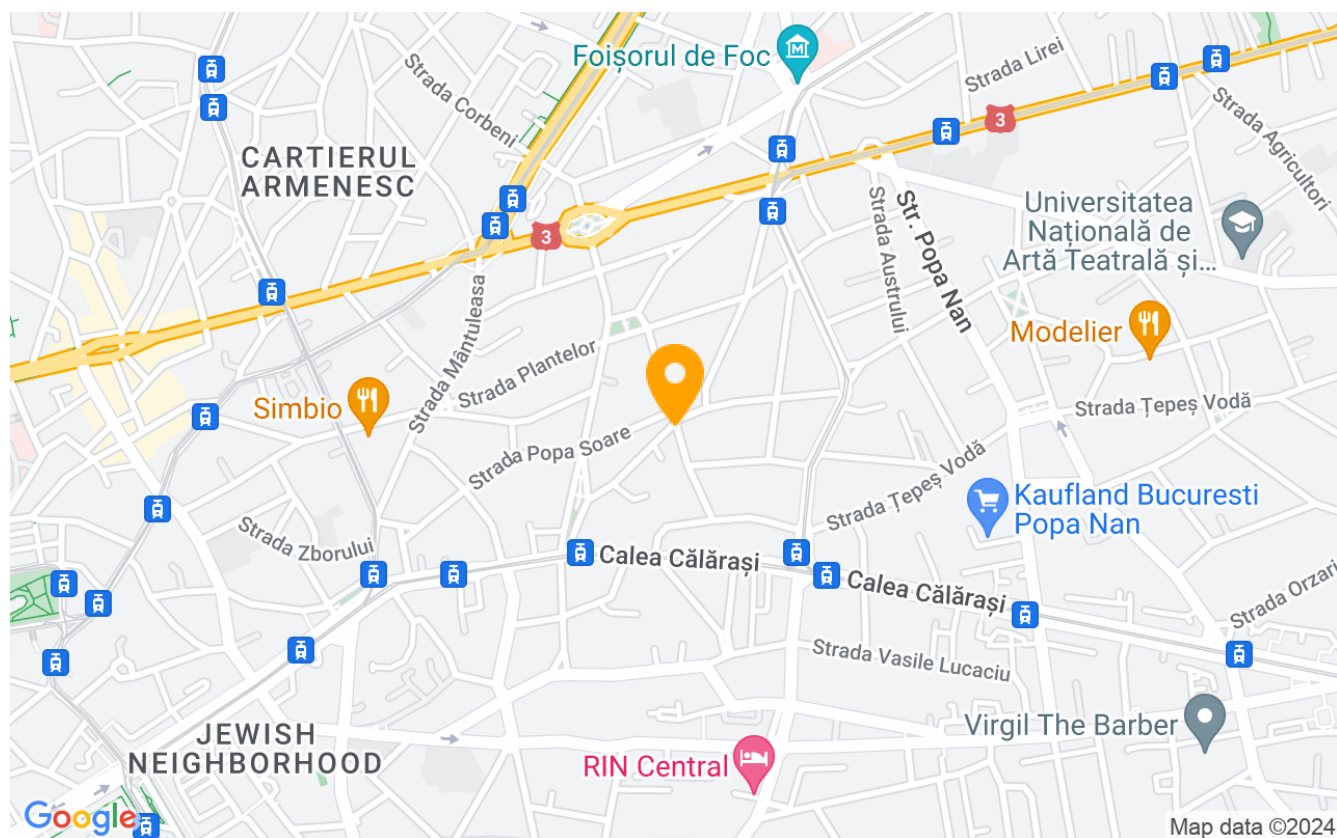 Foișorul de Foc
Strada Lirei
Strada Corbeni
3
CARTIERUL
ARMENESC
Strada Agricultori
Universitatea
Națională de
Artă Teatrală și...
Str. Popa Nan
Strada Austrului
3
Strada Mântuleasa
Modelier
Strada Plantelor
Simbio
Strada Țepeș Vodă
Strada Popa Soare
Strada Țepeș Vodă
Kaufland Bucuresti
Popa Nan
Strada Zborului
Calea Călărași
Calea Călărași
Strada Orzari
Strada Vasile Lucaciu
Virgil The Barber
JEWISH
NEIGHBORHOOD
RIN Central
Google
Map data ©2024